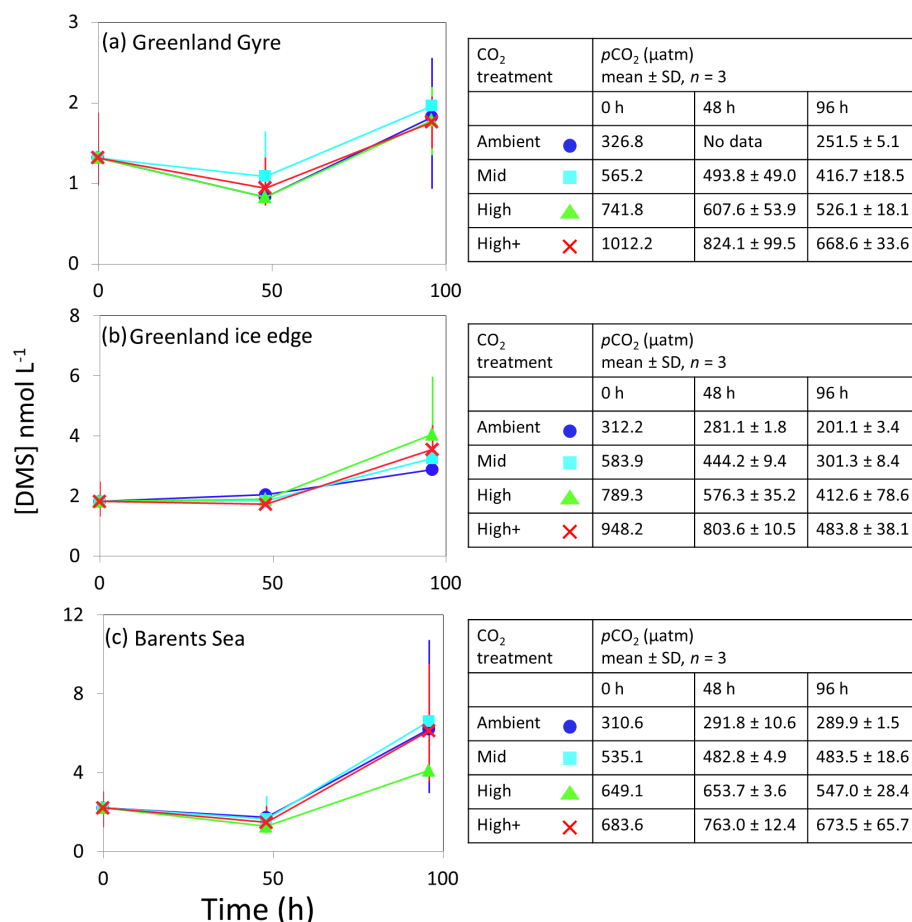 [DMS] nmol L⁻¹
(a) Greenland Gyre
3
2
1
0
0 50 100
CO₂ treatment pCO₂ (µatm) mean ± SD, n = 3
0 h 48 h 96 h
Ambient 326.8 No data 251.5 ± 5.1
Mid 565.2 493.8 ± 49.0 416.7 ±18.5
High 741.8 607.6 ± 53.9 526.1 ± 18.1
High+ 1012.2 824.1 ± 99.5 668.6 ± 33.6
(b) Greenland ice edge
8
6
4
2
0
0 50 100
CO₂ treatment pCO₂ (µatm) mean ± SD, n = 3
0 h 48 h 96 h
Ambient 312.2 281.1 ± 1.8 201.1 ± 3.4
Mid 583.9 444.2 ± 9.4 301.3 ± 8.4
High 789.3 576.3 ± 35.2 412.6 ± 78.6
High+ 948.2 803.6 ± 10.5 483.8 ± 38.1
(c) Barents Sea
12
8
4
0
0 50 100
Time (h)
CO₂ treatment pCO₂ (µatm) mean ± SD, n = 3
0 h 48 h 96 h
Ambient 310.6 291.8 ± 10.6 289.9 ± 1.5
Mid 535.1 482.8 ± 4.9 483.5 ± 18.6
High 649.1 653.7 ± 3.6 547.0 ± 28.4
High+ 683.6 763.0 ± 12.4 673.5 ± 65.7